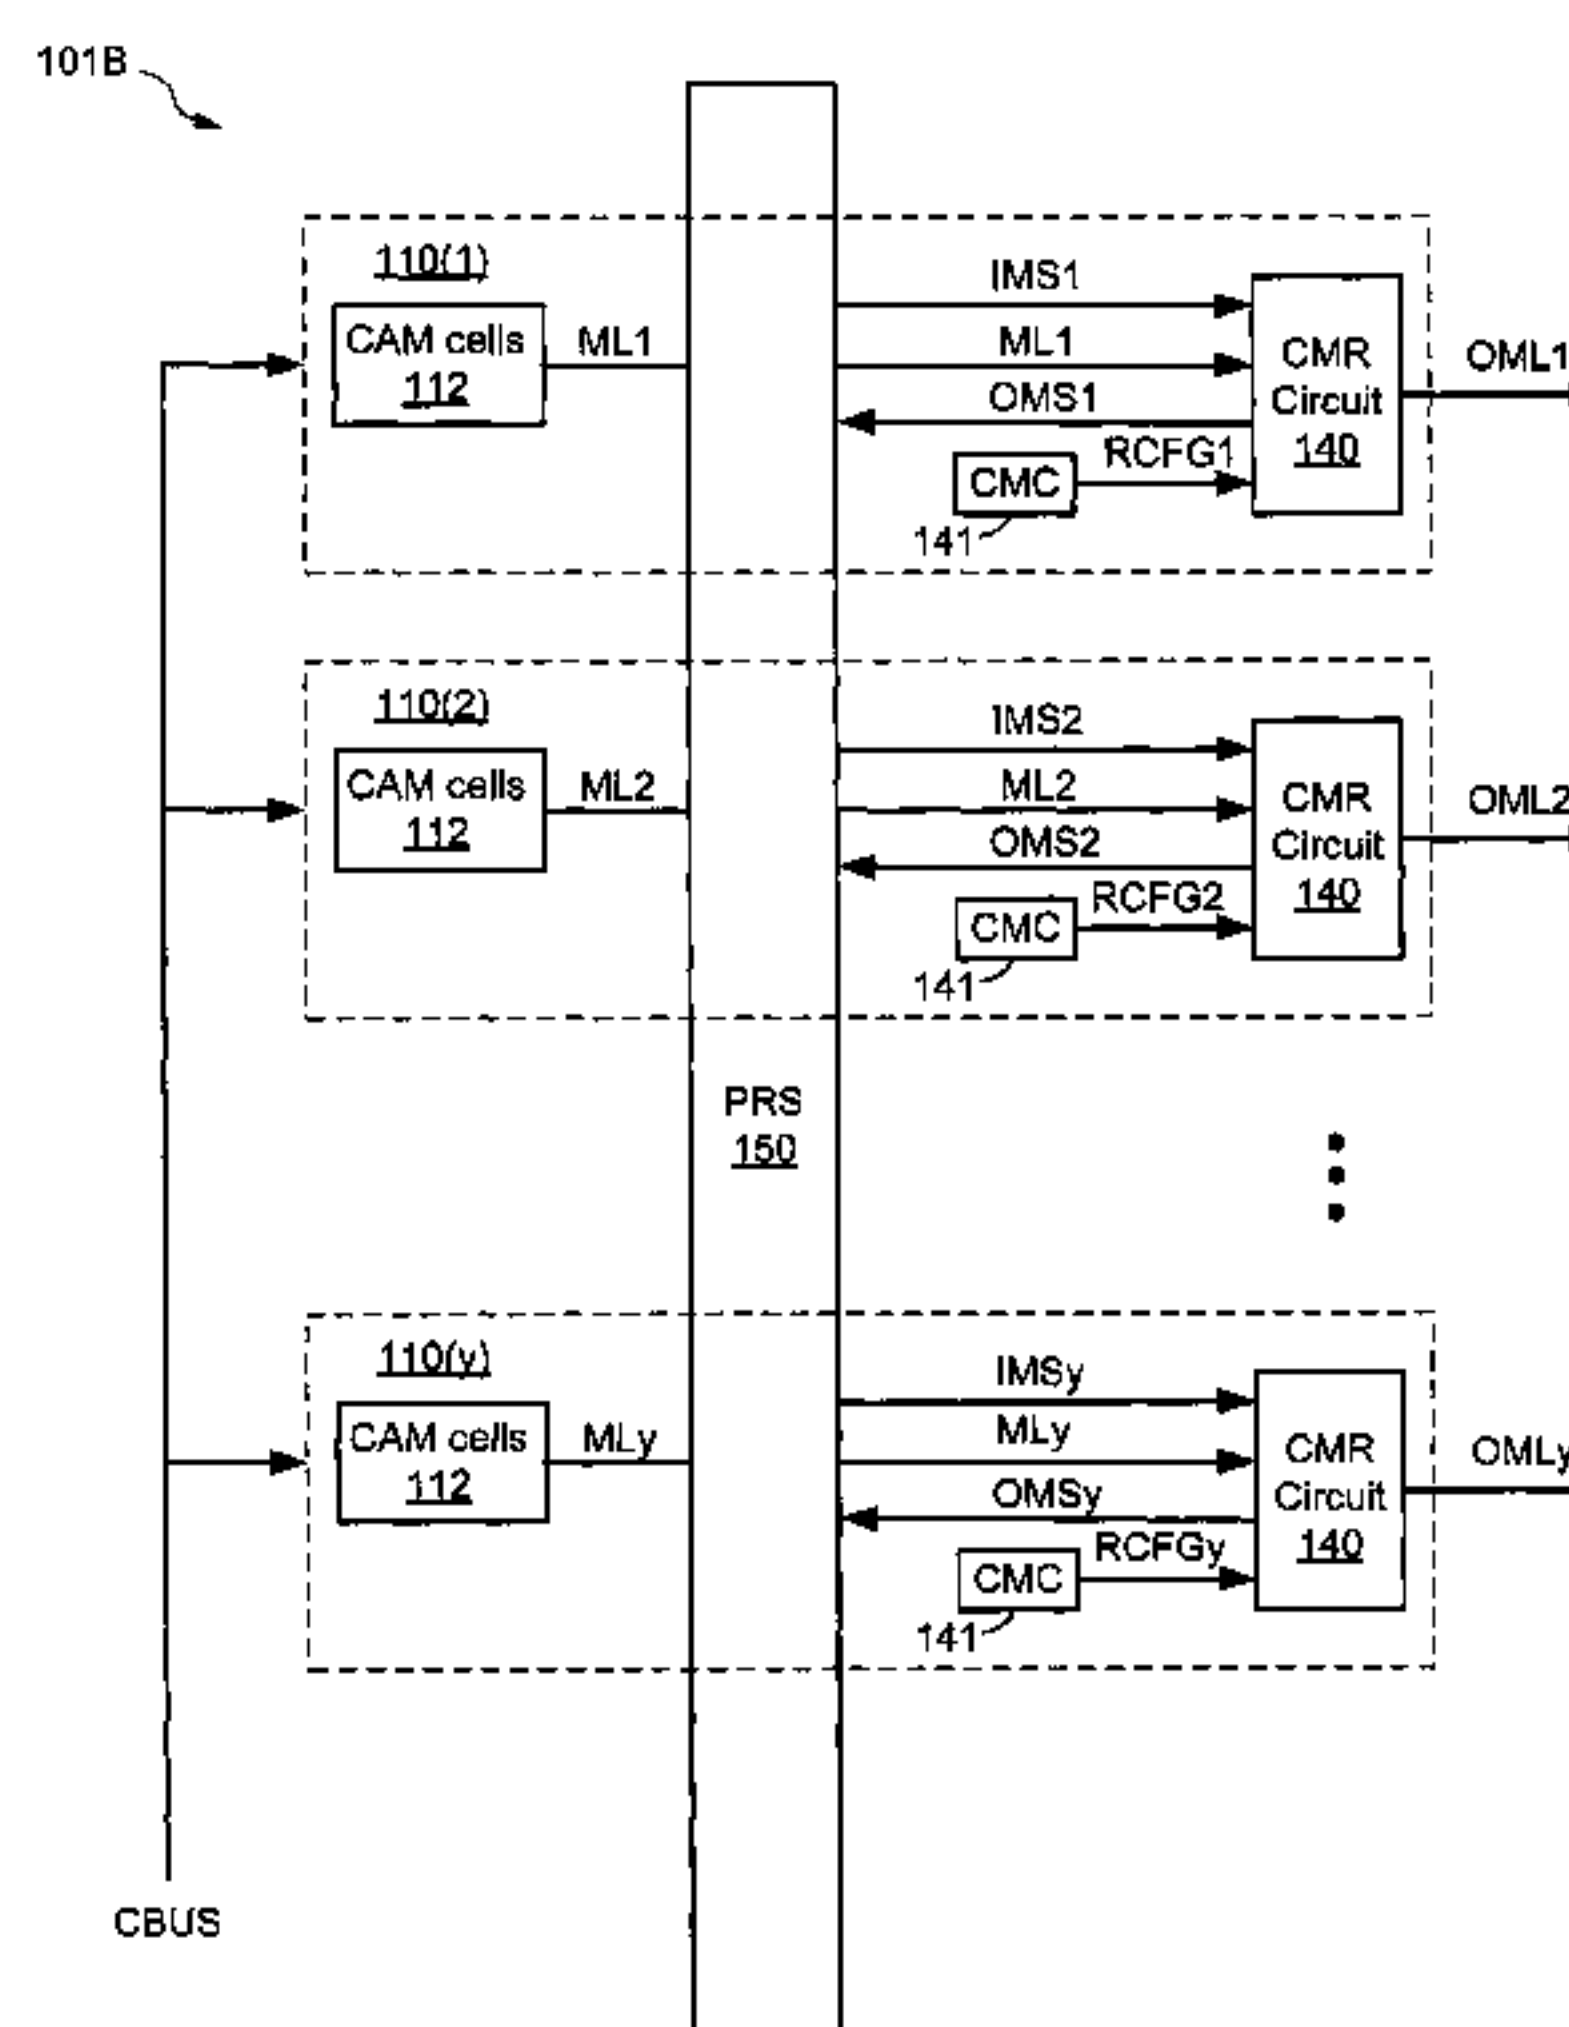 101B
110(1)
IMS1
CAM cells
112
ML1
ML1
CMR
Circuit
140
OML1
OMS1
RCFG1
CMC
141
110(2)
IMS2
CAM cells
112
ML2
ML2
CMR
Circuit
140
OML2
OMS2
RCFG2
CMC
141
PRS
150
110(y)
IMSy
CAM cells
112
MLy
MLy
CMR
Circuit
140
OMLy
OMSy
RCFGy
CMC
141
CBUS